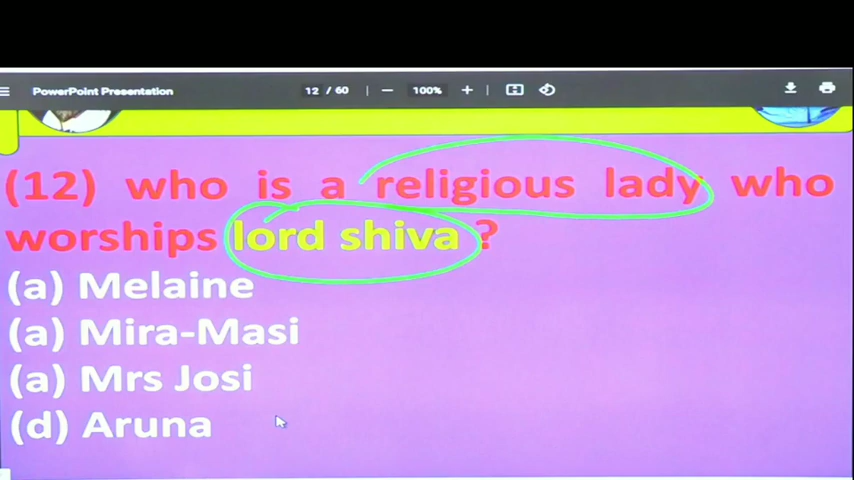 PowerPoint Presentation
12 / 60
100%
(12) who is a religious lady who
worships lord shiva ?
(a) Melaine
(a) Mira-Masi
(a) Mrs Josi
(d) Aruna